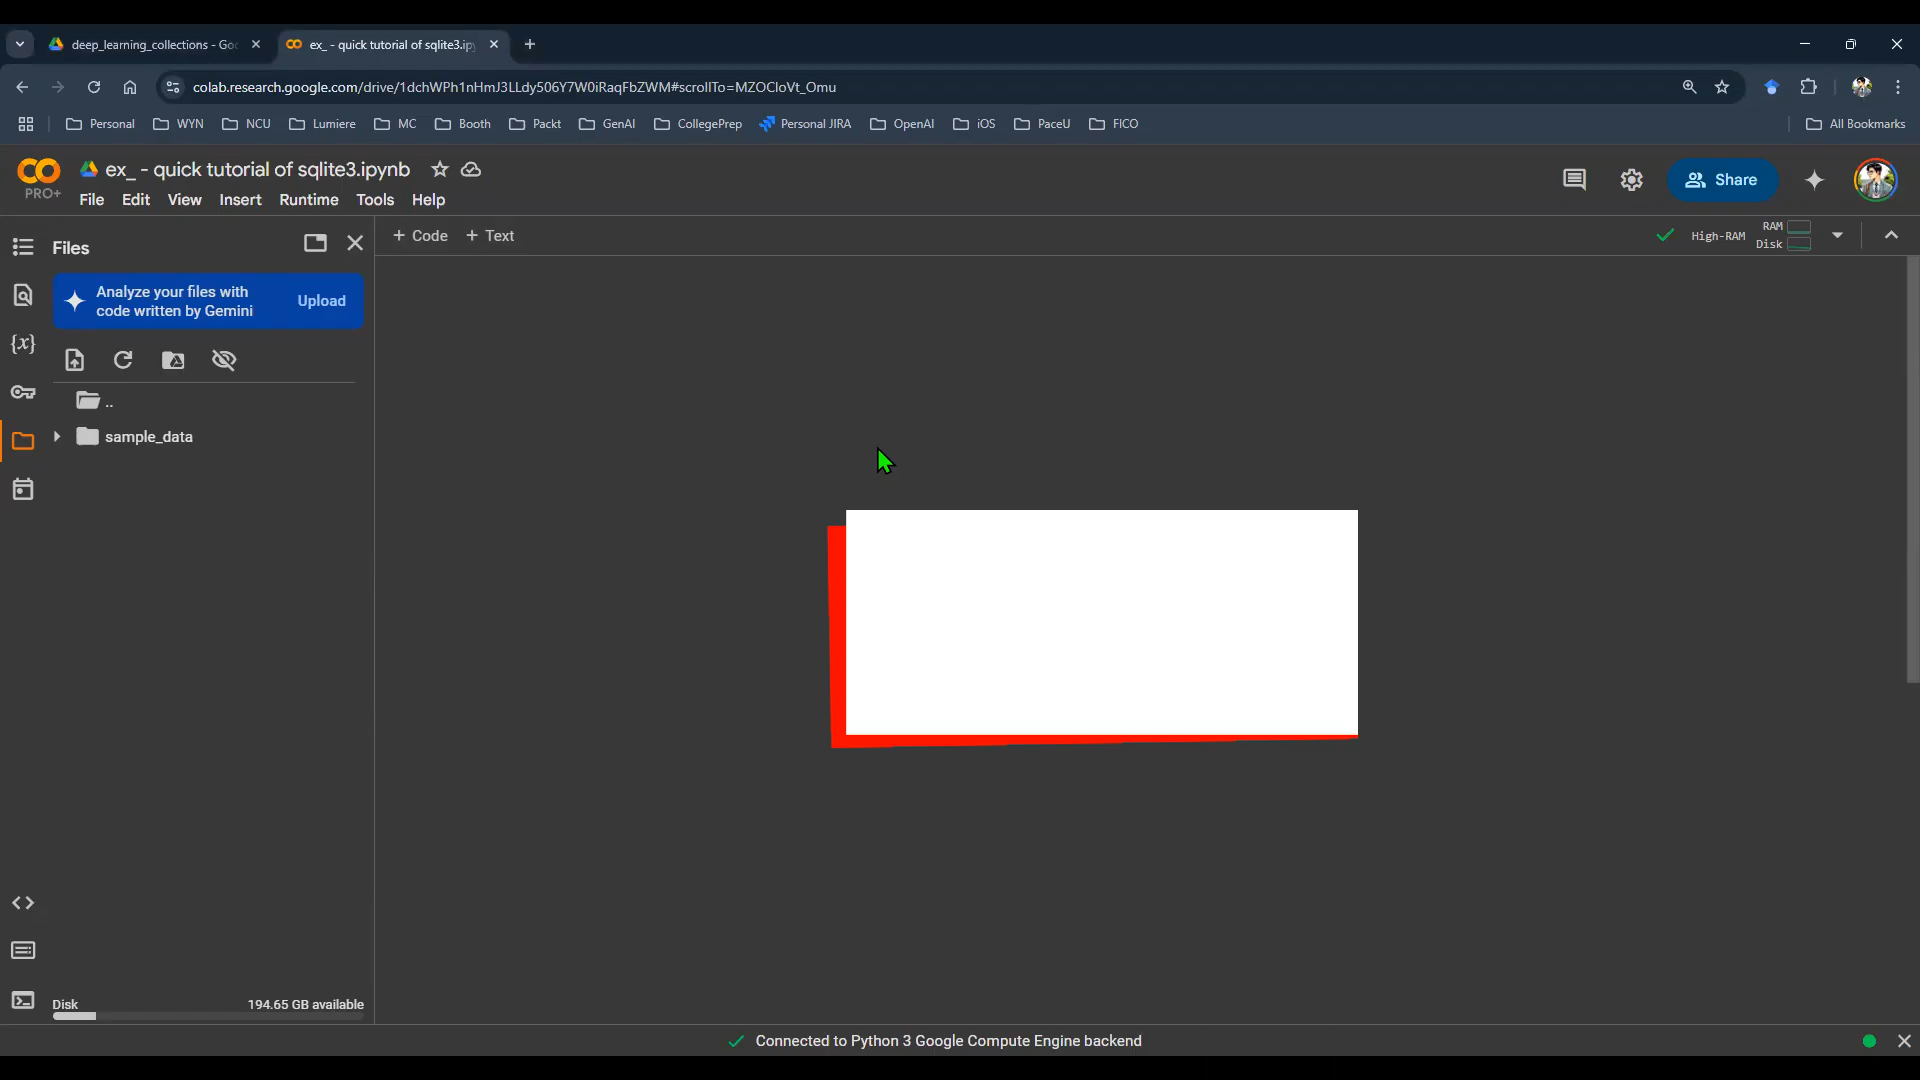 deep_learning_collections - Goo
ex_ - quick tutorial of sqlite3.ip
colab.research.google.com/drive/1dchWPh1nHmJ3LLdy506Y7W0iRaqFbZWM#scrollTo=MZOCIoVt_Omu
Personal
WYN
NCU
Lumiere
MC
Booth
Packt
GenAI
CollegePrep
Personal JIRA
OpenAI
iOS
PaceU
FICO
All Bookmarks
PRO+
ex_ - quick tutorial of sqlite3.ipynb
File Edit View Insert Runtime Tools Help
Share
Files
+ Code + Text
High-RAM
RAM
Disk
Analyze your files with
code written by Gemini
Upload
{x}
..
sample_data
Disk
194.65 GB available
Connected to Python 3 Google Compute Engine backend